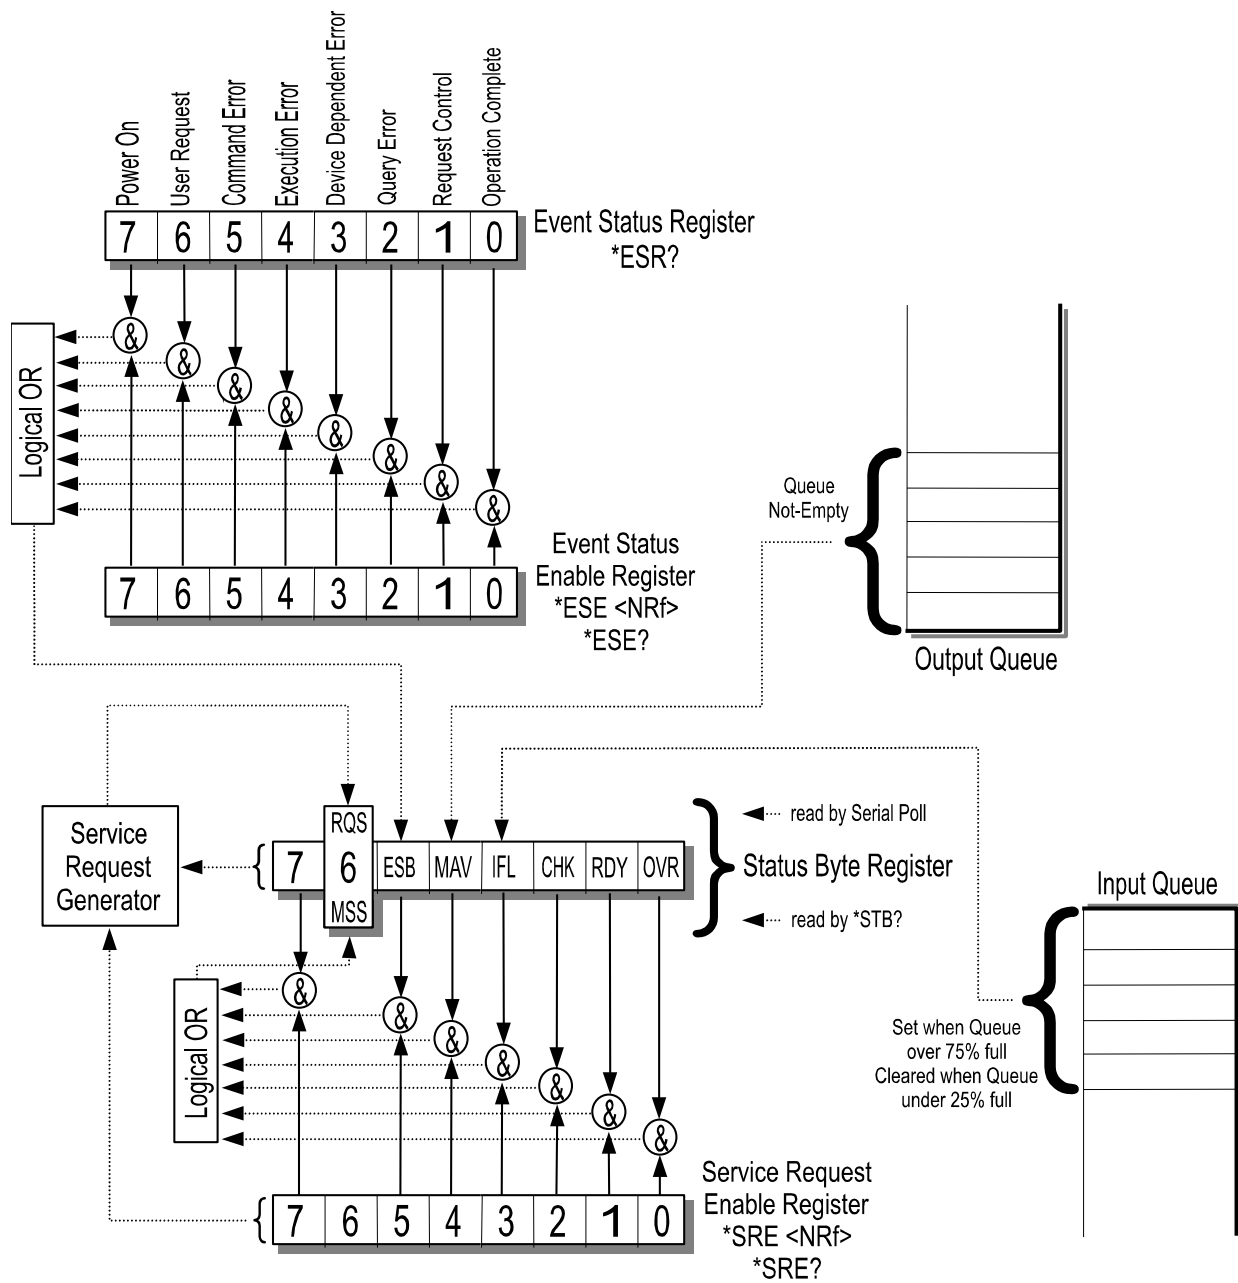 Power On
User Request
Command Error
Execution Error
Device Dependent Error
Query Error
Request Control
Operation Complete
7 6 5 4 3 2 1 0
Event Status Register
*ESR?
& & & & & & & &
Logical OR
Event Status
Enable Register
*ESE <NRf>
*ESE?
7 6 5 4 3 2 1 0
Queue
Not-Empty
Output Queue
Service
Request
Generator
RQS
7 6 ESB MAV IFL CHK RDY OVR
MSS
read by Serial Poll
Status Byte Register
read by *STB?
Input Queue
Set when Queue
over 75% full
Cleared when Queue
under 25% full
& & & & & & &
Logical OR
Service Request
Enable Register
*SRE <NRf>
*SRE?
7 6 5 4 3 2 1 0